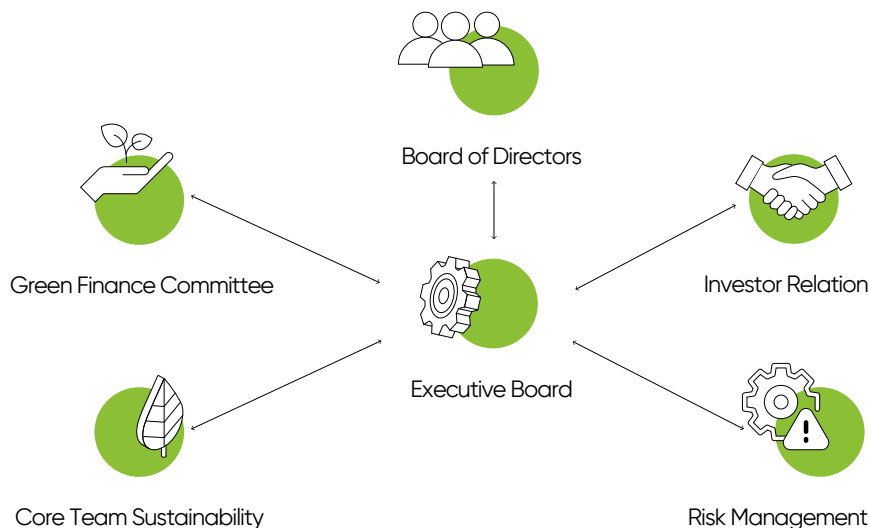 Board of Directors
Green Finance Committee
Investor Relation
Executive Board
Core Team Sustainability
Risk Management